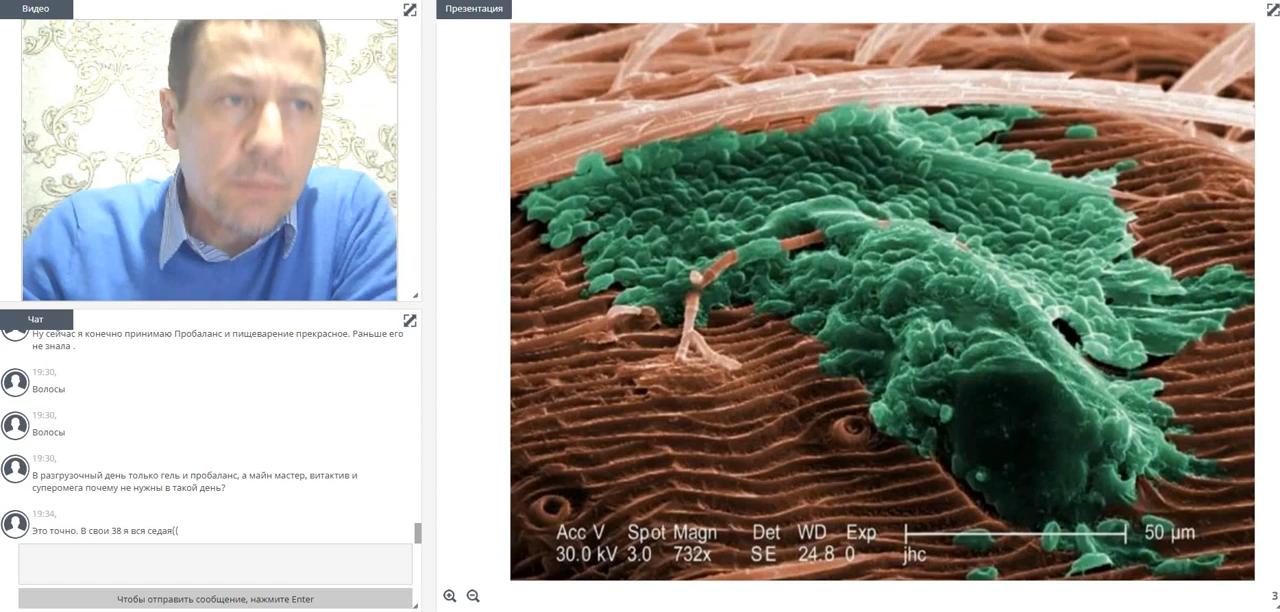 Видео
Презентация
Чат
Ну сейчас я конечно принимаю Пробаланс и пищеварение прекрасное. Раньше его
не знала .
19:30,
Волосы
19:30,
Волосы
19:30,
В разгрузочный день только гель и пробаланс, а майн мастер, витактив и
суперомега почему не нужны в такой день?
19:34,
Это точно. В свои 38 я вся седая((
Чтобы отправить сообщение, нажмите Enter
Acc V Spot Magn Det WD Exp 50 µm
30.0 kV 3.0 732x SE 24.8 0 jhc
3